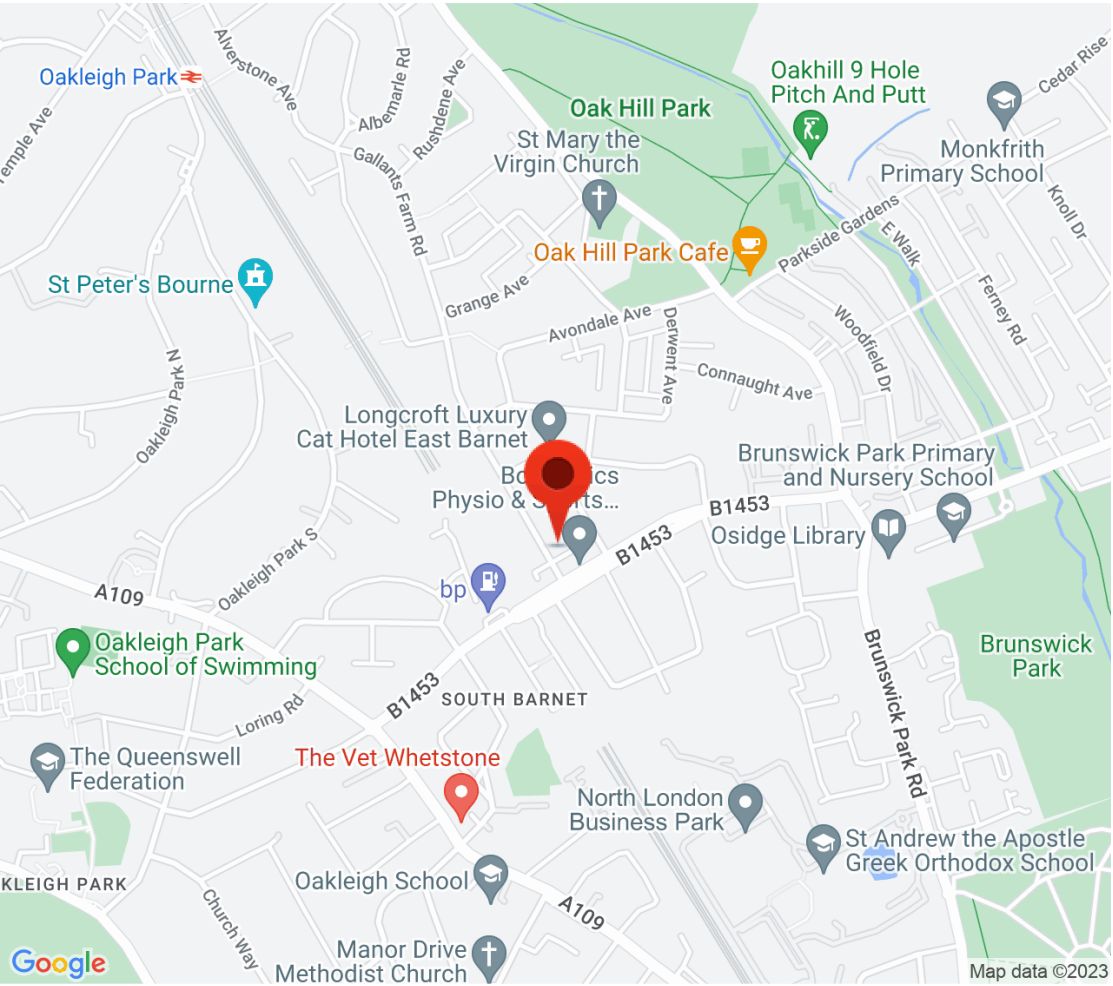 Alverstone Ave
Albemarle Rd
Rushdene Ave
Cedar Rise
Oakleigh Park
Temple Ave
Oakhill 9 Hole
Pitch And Putt
Oak Hill Park
St Mary the
Virgin Church
Monkfrith
Primary School
Gallants Farm Rd
Knoll Dr
Parkside Gardens
E Walk
Oak Hill Park Cafe
St Peter's Bourne
Grange Ave
Avondale Ave
Derwent Ave
Woodfield Dr
Ferney Rd
Connaught Ave
Oakleigh Park N
Longcroft Luxury
Cat Hotel East Barnet
Brunswick Park Primary
and Nursery School
Physio &
B1453
B1453
Osidge Library
Oakleigh Park S
bp
A109
Oakleigh Park
School of Swimming
Brunswick
Park
Brunswick Park Rd
B1453
SOUTH BARNET
Loring Rd
The Queenswell
Federation
The Vet Whetstone
North London
Business Park
St Andrew the Apostle
Greek Orthodox School
KLEIGH PARK
Oakleigh School
Church Way
A109
Manor Drive
Methodist Church
Google
Map data ©2023